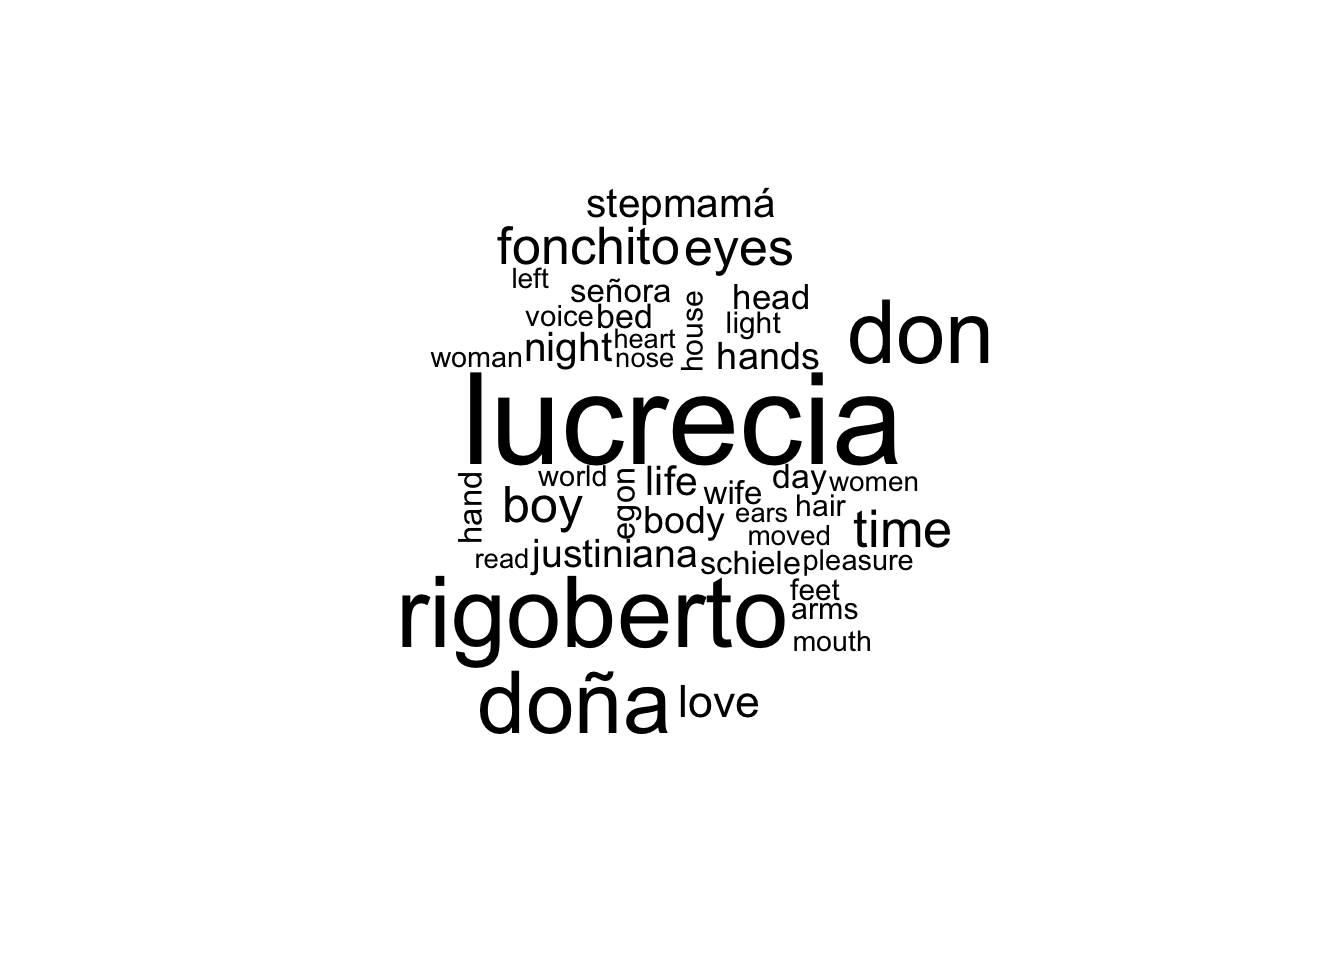 stepmamá
fonchito eyes
left
señora head
voice bed house light
heart
woman night nose hands don
lucrecia
hand world egon life wife day women
boy body ears hair time
moved
read justiniana schiele pleasure
rigoberto feet
arms
mouth
doña love